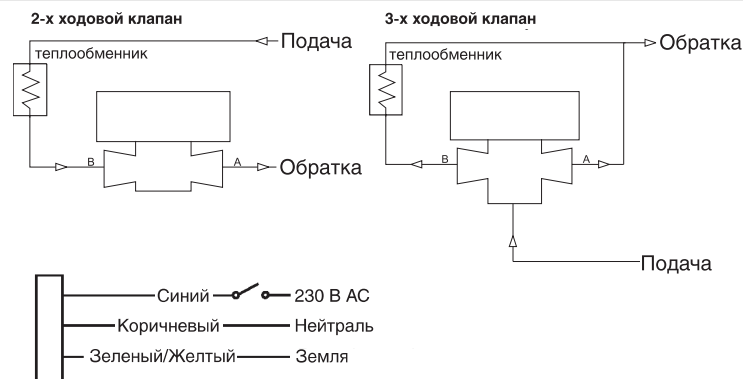 2-х ходовой клапан
Подача
теплообменник
В
А
Обратка
3-х ходовой клапан
Обратка
теплообменник
В
А
Подача
Синий 230 В АС
Коричневый Нейтраль
Зеленый/Желтый Земля